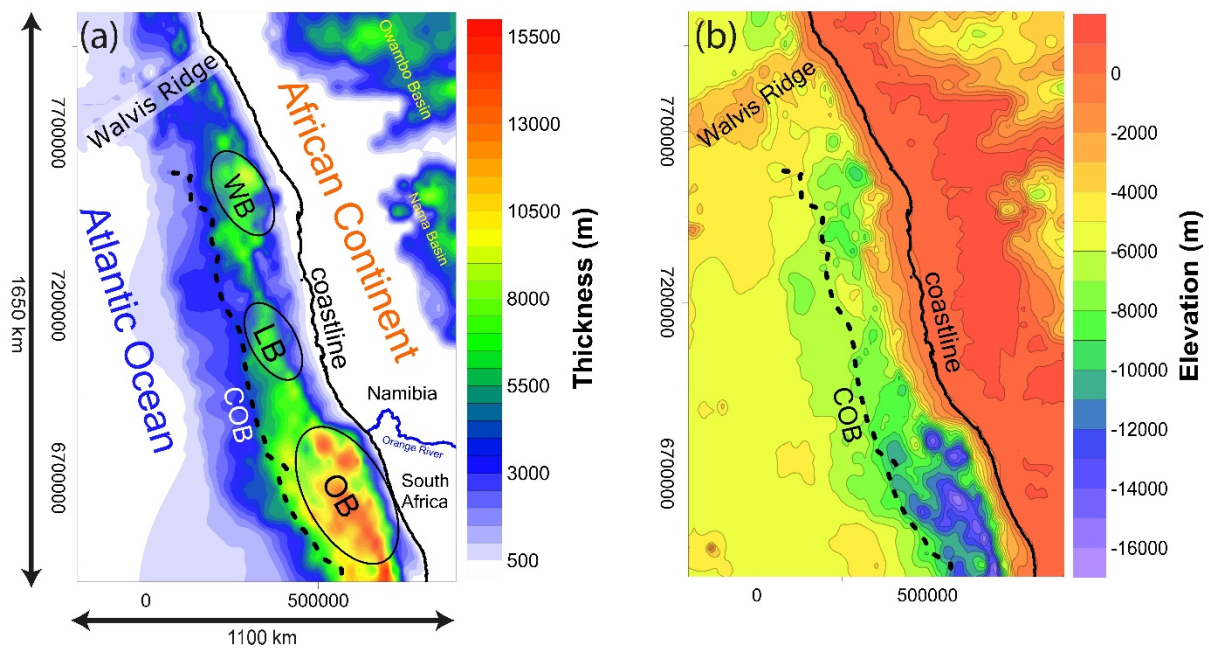 (a)
Walvis Ridge
Owambo Basin
African Continent
Nama Basin
WB
Atlantic Ocean
coastline
LB
COB
Namibia
Orange River
South
Africa
OB
7700000
7200000
6700000
1650 km
0
500000
1100 km
15500
13000
10500
8000
5500
3000
500
Thickness (m)
(b)
Walvis Ridge
coastline
COB
7700000
7200000
6700000
0
500000
0
-2000
-4000
-6000
-8000
-10000
-12000
-14000
-16000
Elevation (m)